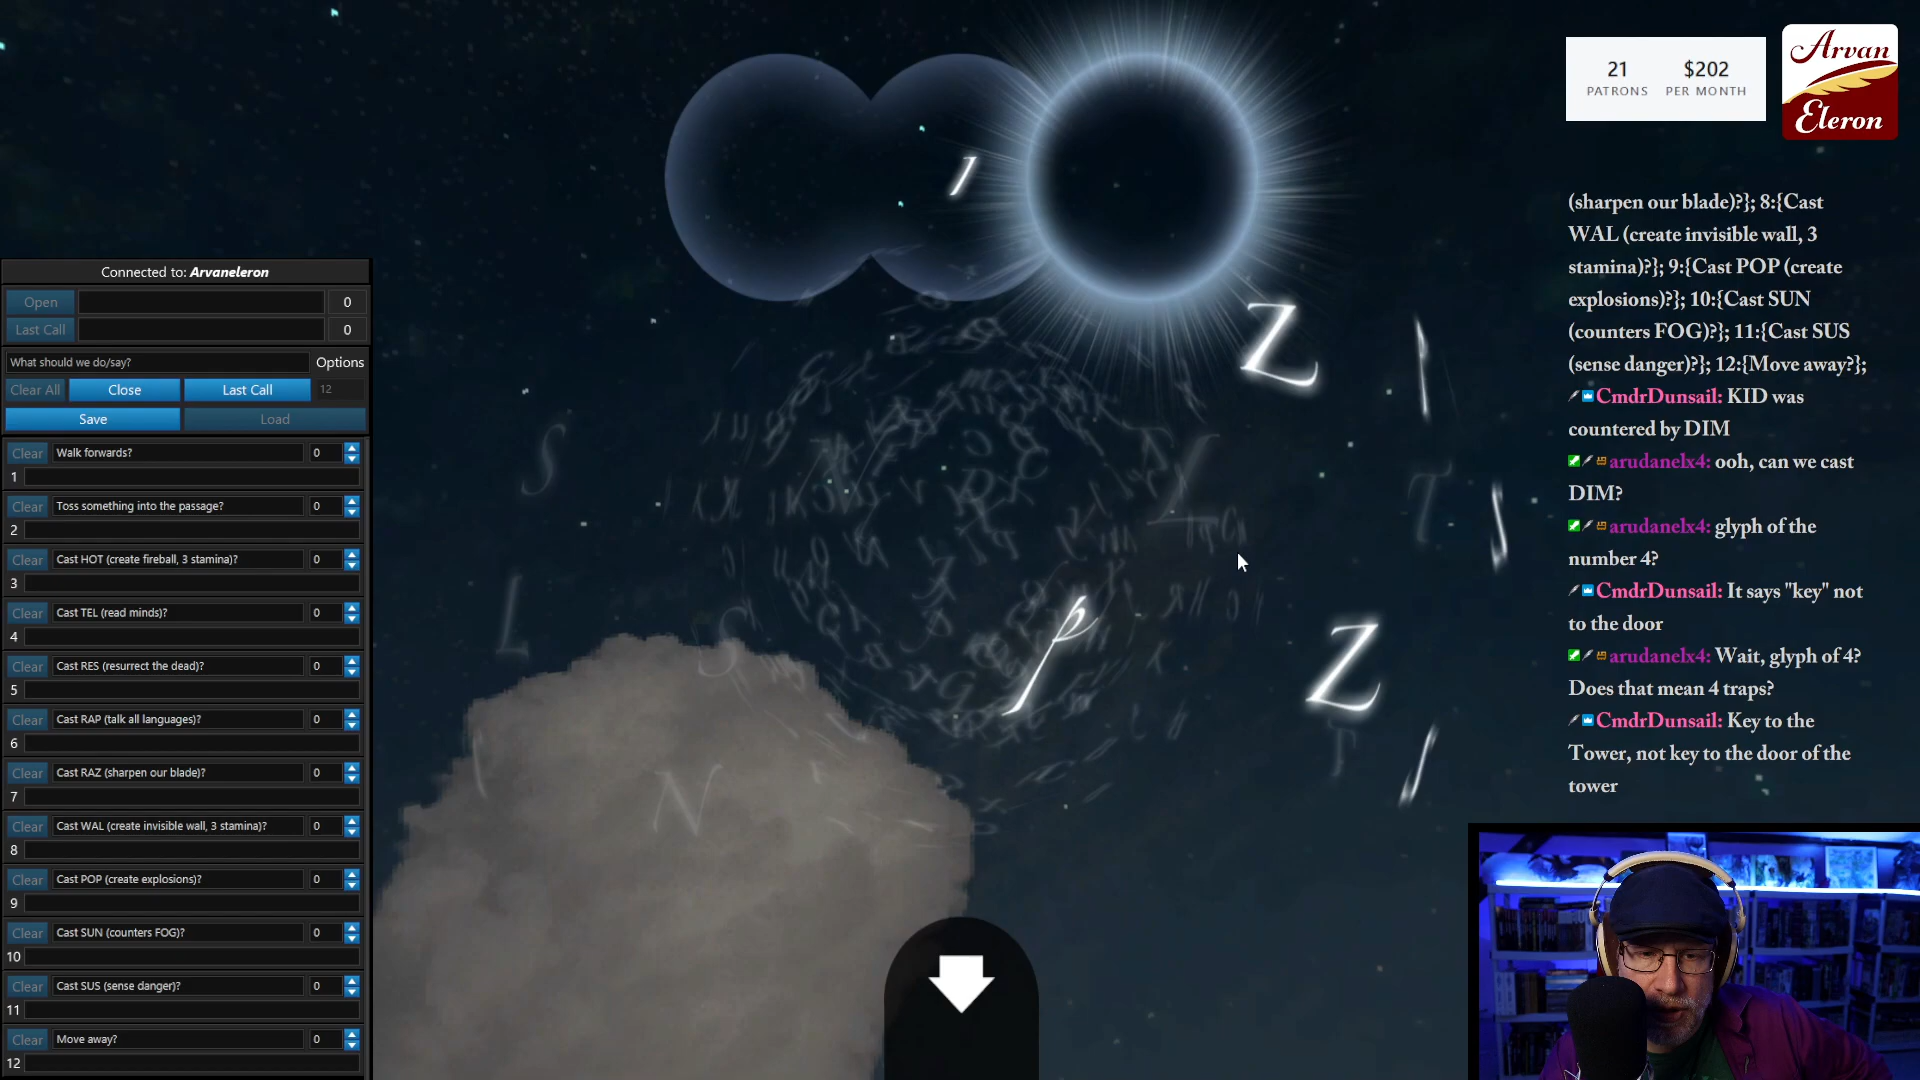 Connected to: Arvaneleron
Open
0
Last Call
0
What should we do/say?
Options
Clear All
Close
Last Call
12
Save
Load
Clear
Walk forwards?
0
1
Clear
Toss something into the passage?
0
2
Clear
Cast HOT (create fireball, 3 stamina)?
0
3
Clear
Cast TEL (read minds)?
0
4
Clear
Cast RES (resurrect the dead)?
0
5
Clear
Cast RAP (talk all languages)?
0
6
Clear
Cast RAZ (sharpen our blade)?
0
7
Clear
Cast WAL (create invisible wall, 3 stamina)?
0
8
Clear
Cast POP (create explosions)?
0
9
Clear
Cast SUN (counters FOG)?
0
10
Clear
Cast SUS (sense danger)?
0
11
Clear
Move away?
0
12
Z
P
Z
S
L
T
S
L
N
T
21
PATRONS
$202
PER MONTH
Arvan
Eleron
(sharpen our blade)?}; 8:{Cast
WAL (create invisible wall, 3
stamina)?}; 9:{Cast POP (create
explosions)?}; 10:{Cast SUN
(counters FOG)?}; 11:{Cast SUS
(sense danger)?}; 12:{Move away?};
CmdrDunsail: KID was
countered by DIM
arudanelx4: ooh, can we cast
DIM?
arudanelx4: glyph of the
number 4?
CmdrDunsail: It says "key" not
to the door
arudanelx4: Wait, glyph of 4?
Does that mean 4 traps?
CmdrDunsail: Key to the
Tower, not key to the door of the
tower